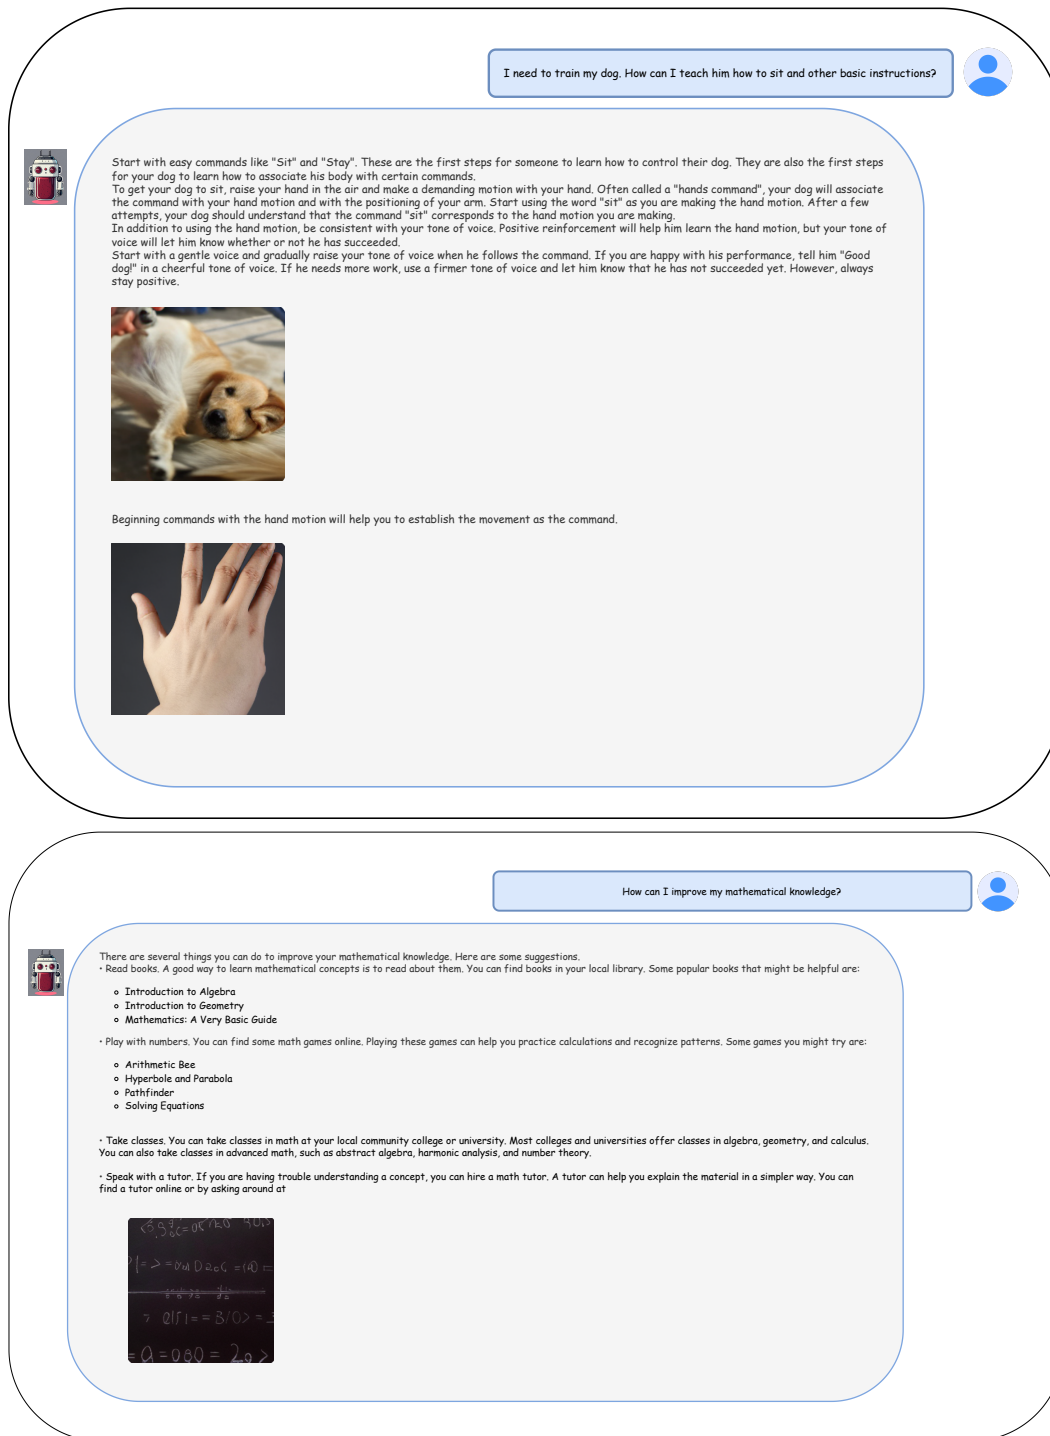 I need to train my dog. How can I teach him how to sit and other basic instructions?
Start with easy commands like "Sit" and "Stay". These are the first steps for someone to learn how to control their dog. They are also the first steps
for your dog to learn how to associate his body with certain commands.
To get your dog to sit, raise your hand in the air and make a demanding motion with your hand. Often called a "hands command", your dog will associate
the command with your hand motion and with the positioning of your arm. Start using the word "sit" as you are making the hand motion. After a few
attempts, your dog should understand that the command "sit" corresponds to the hand motion you are making.
In addition to using the hand motion, be consistent with your tone of voice. Positive reinforcement will help him learn the hand motion, but your tone of
voice will let him know whether or not he has succeeded.
Start with a gentle voice and gradually raise your tone of voice when he follows the command. If you are happy with his performance, tell him "Good
dog!" in a cheerful tone of voice. If he needs more work, use a firmer tone of voice and let him know that he has not succeeded yet. However, always
stay positive.
Beginning commands with the hand motion will help you to establish the movement as the command.
How can I improve my mathematical knowledge?
There are several things you can do to improve your mathematical knowledge. Here are some suggestions.
• Read books. A good way to learn mathematical concepts is to read about them. You can find books in your local library. Some popular books that might be helpful are:
Introduction to Algebra
Introduction to Geometry
Mathematics: A Very Basic Guide
• Play with numbers. You can find some math games online. Playing these games can help you practice calculations and recognize patterns. Some games you might try are:
Arithmetic Bee
Hyperbole and Parabola
Pathfinder
Solving Equations
• Take classes. You can take classes in math at your local community college or university. Most colleges and universities offer classes in algebra, geometry, and calculus.
You can also take classes in advanced math, such as abstract algebra, harmonic analysis, and number theory.
• Speak with a tutor. If you are having trouble understanding a concept, you can hire a math tutor. A tutor can help you explain the material in a simpler way. You can
find a tutor online or by asking around at